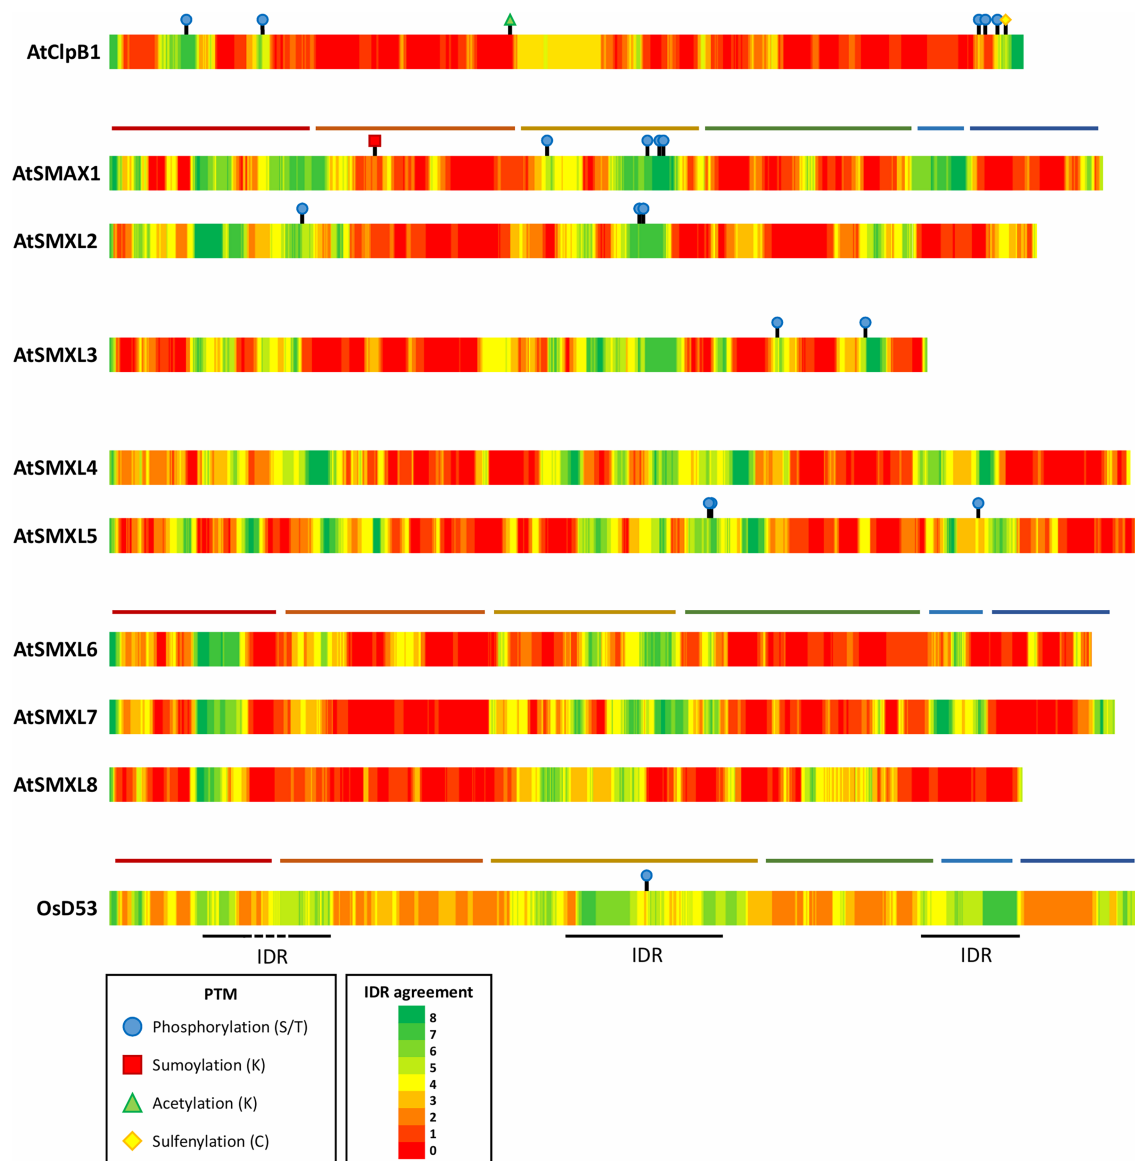 AtClpB1
AtSMAX1
AtSMXL2
AtSMXL3
AtSMXL4
AtSMXL5
AtSMXL6
AtSMXL7
AtSMXL8
OsD53
IDR IDR IDR
PTM
Phosphorylation (S/T)
Sumoylation (K)
Acetylation (K)
Sulfenylation (C)
IDR agreement
8
7
6
5
4
3
2
1
0